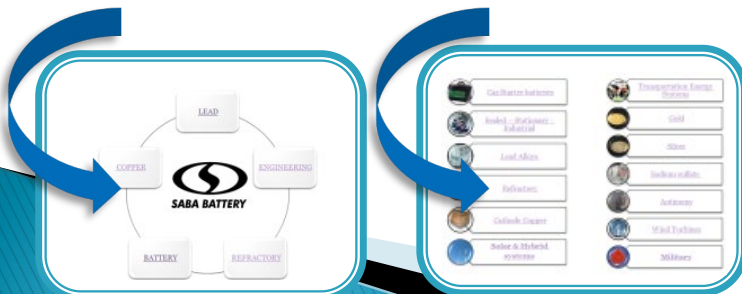 LEAD
COPPER
ENGINEERING
SABA BATTERY
BATTERY
REFRACTORY
Car Starter batteries
Sealed – Stationary –
Industrial
Lead Alloys
Refractory
Cathode Copper
Solar & Hybrid
systems
Transportation Energy
Systems
Gold
Silver
Sodium sulfate
Antimony
Wind Turbines
Military